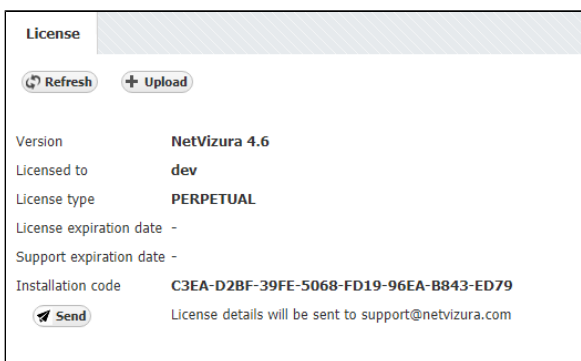 License
Refresh Upload
Version NetVizura 4.6
Licensed to dev
License type PERPETUAL
License expiration date -
Support expiration date -
Installation code C3EA-D2BF-39FE-5068-FD19-96EA-B843-ED79
Send License details will be sent to support@netvizura.com